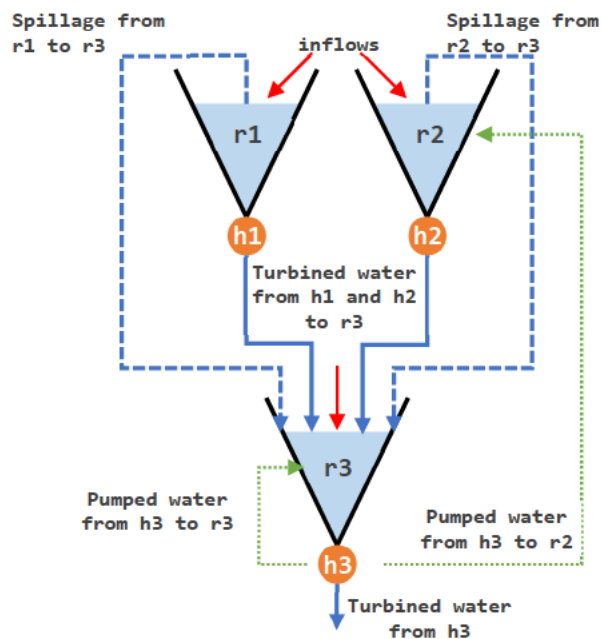 Spillage from
r1 to r3
inflows
Spillage from
r2 to r3
r1
r2
h1
h2
Turbined water
from h1 and h2
to r3
r3
Pumped water
from h3 to r3
Pumped water
from h3 to r2
h3
Turbined water
from h3